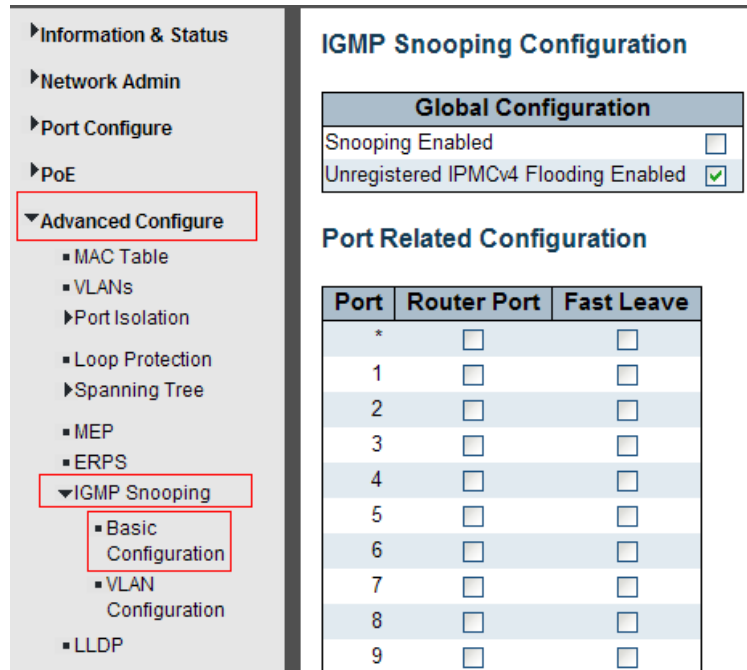 Information & Status
Network Admin
Port Configure
PoE
Advanced Configure
MAC Table
VLANs
Port Isolation
Loop Protection
Spanning Tree
MEP
ERPS
IGMP Snooping
Basic
Configuration
VLAN
Configuration
LLDP
IGMP Snooping Configuration
Global Configuration
Snooping Enabled
Unregistered IPMCv4 Flooding Enabled
Port Related Configuration
Port Router Port Fast Leave
*
1
2
3
4
5
6
7
8
9